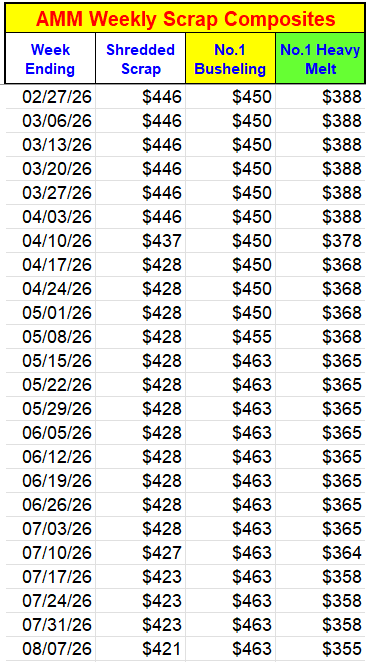 AMM Weekly Scrap Composites
Week Ending Shredded Scrap No.1 Busheling No.1 Heavy Melt
02/27/26 $446 $450 $388
03/06/26 $446 $450 $388
03/13/26 $446 $450 $388
03/20/26 $446 $450 $388
03/27/26 $446 $450 $388
04/03/26 $446 $450 $388
04/10/26 $437 $450 $378
04/17/26 $428 $450 $368
04/24/26 $428 $450 $368
05/01/26 $428 $450 $368
05/08/26 $428 $455 $368
05/15/26 $428 $463 $365
05/22/26 $428 $463 $365
05/29/26 $428 $463 $365
06/05/26 $428 $463 $365
06/12/26 $428 $463 $365
06/19/26 $428 $463 $365
06/26/26 $428 $463 $365
07/03/26 $428 $463 $365
07/10/26 $427 $463 $364
07/17/26 $423 $463 $358
07/24/26 $423 $463 $358
07/31/26 $423 $463 $358
08/07/26 $421 $463 $355